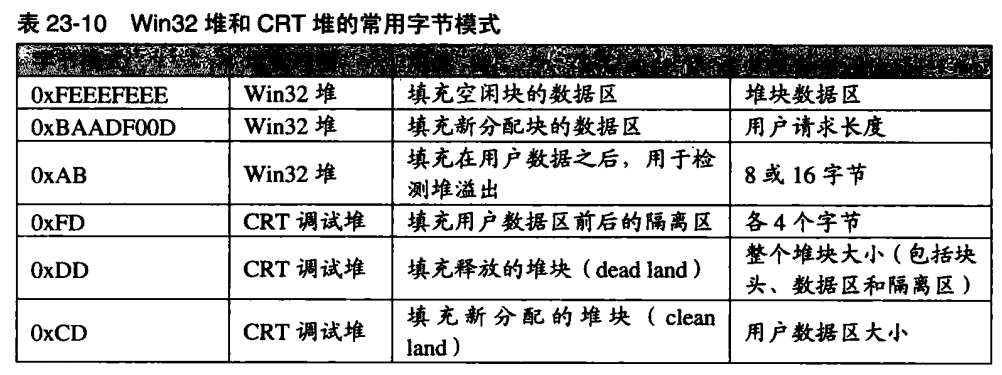 表 23-10 Win32 堆和 CRT 堆的常用字节模式
0xFEEEFEEE Win32 堆 填充空闲块的数据区 堆块数据区
0xBAADF00D Win32 堆 填充新分配块的数据区 用户请求长度
0xAB Win32 堆 填充在用户数据之后，用于检 8 或 16 字节
测堆溢出
0xFD CRT 调试堆 填充用户数据区前后的隔离区 各 4 个字节
0xDD CRT 调试堆 填充释放的堆块（dead land） 整个堆块大小（包括块
头、数据区和隔离区）
0xCD CRT 调试堆 填充新分配的堆块（clean 用户数据区大小
land）